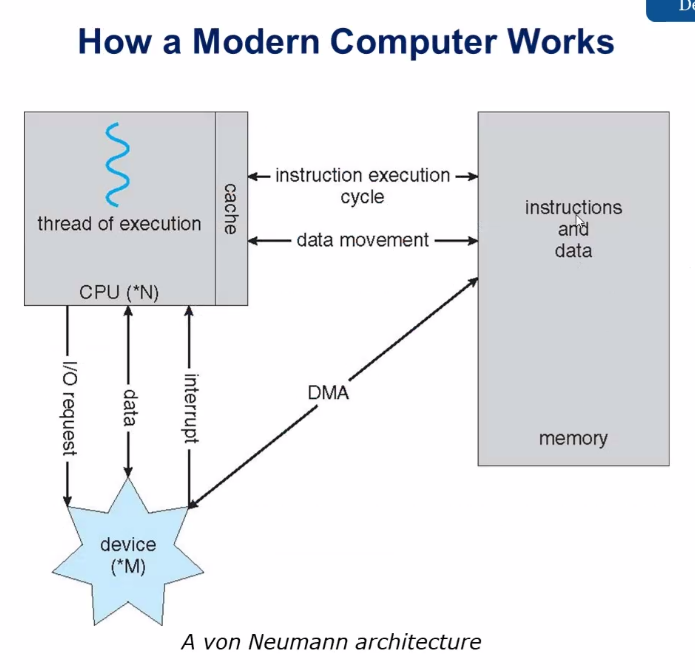 De
How a Modern Computer Works
thread of execution
cache
CPU (*N)
instruction execution
cycle
data movement
instructions
and
data
memory
I/O request
data
interrupt
DMA
device
(*M)
A von Neumann architecture